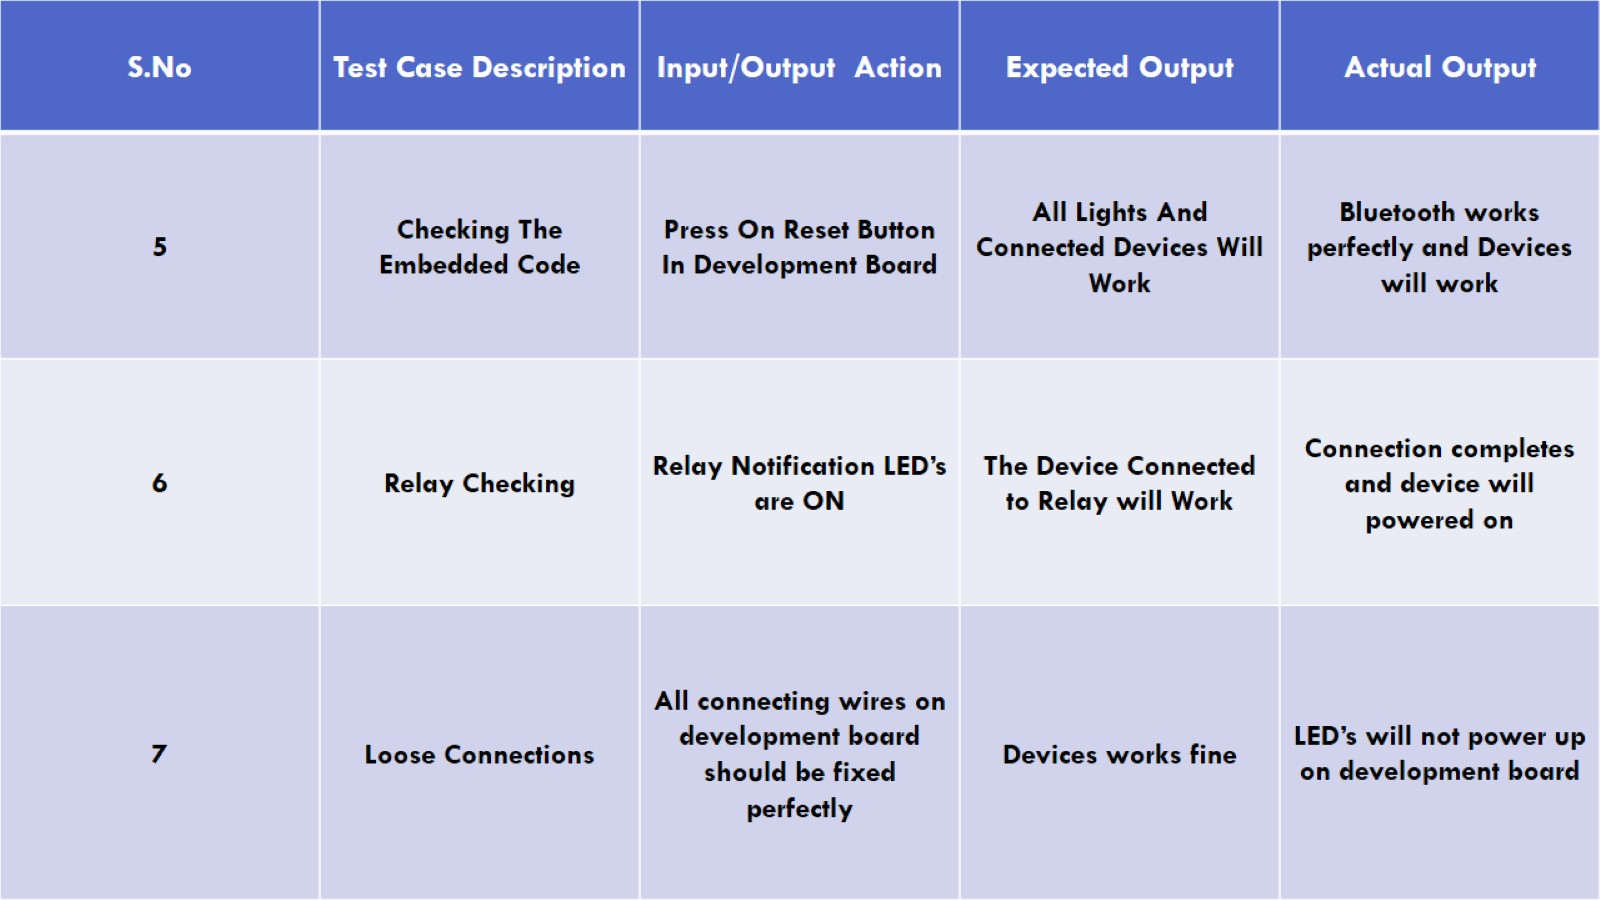 S.No
Test Case Description
Input/Output  Action
Expected Output
Actual Output
5
Checking The
Embedded Code
Press On Reset Button
In Development Board
All Lights And
Connected Devices Will
Work
Bluetooth works
perfectly and Devices
will work
6
Relay Checking
Relay Notification LED’s
are ON
The Device Connected
to Relay will Work
Connection completes
and device will
powered on
7
Loose Connections
All connecting wires on
development board
should be fixed
perfectly
Devices works fine
LED’s will not power up
on development board